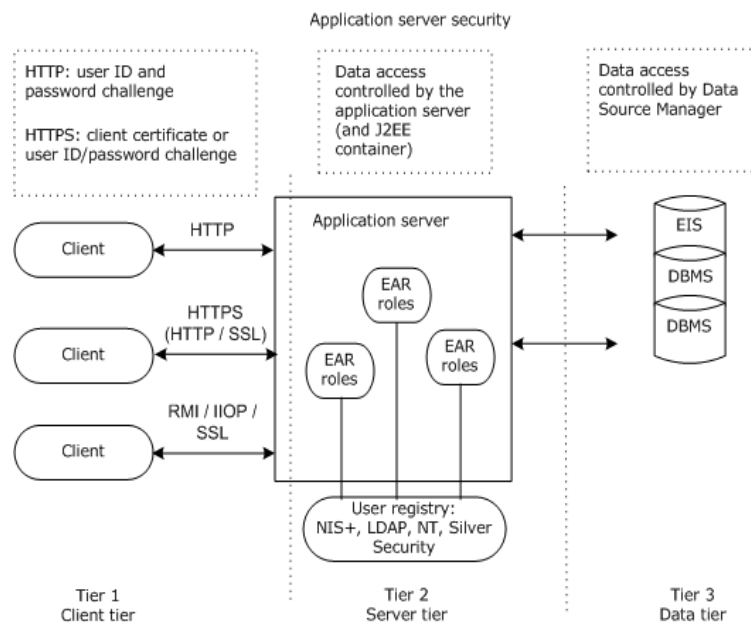 Application server security
HTTP: user ID and
password challenge
HTTPS: client certificate or
user ID/password challenge
Data access
controlled by the
application server
(and J2EE
container)
Data access
controlled by Data
Source Manager
Client
HTTP
Application server
EIS
DBMS
DBMS
EAR
roles
Client
HTTPS
(HTTP / SSL)
EAR
roles
EAR
roles
Client
RMI / IIOP /
SSL
User registry:
NIS+, LDAP, NT, Silver
Security
Tier 1
Client tier
Tier 2
Server tier
Tier 3
Data tier